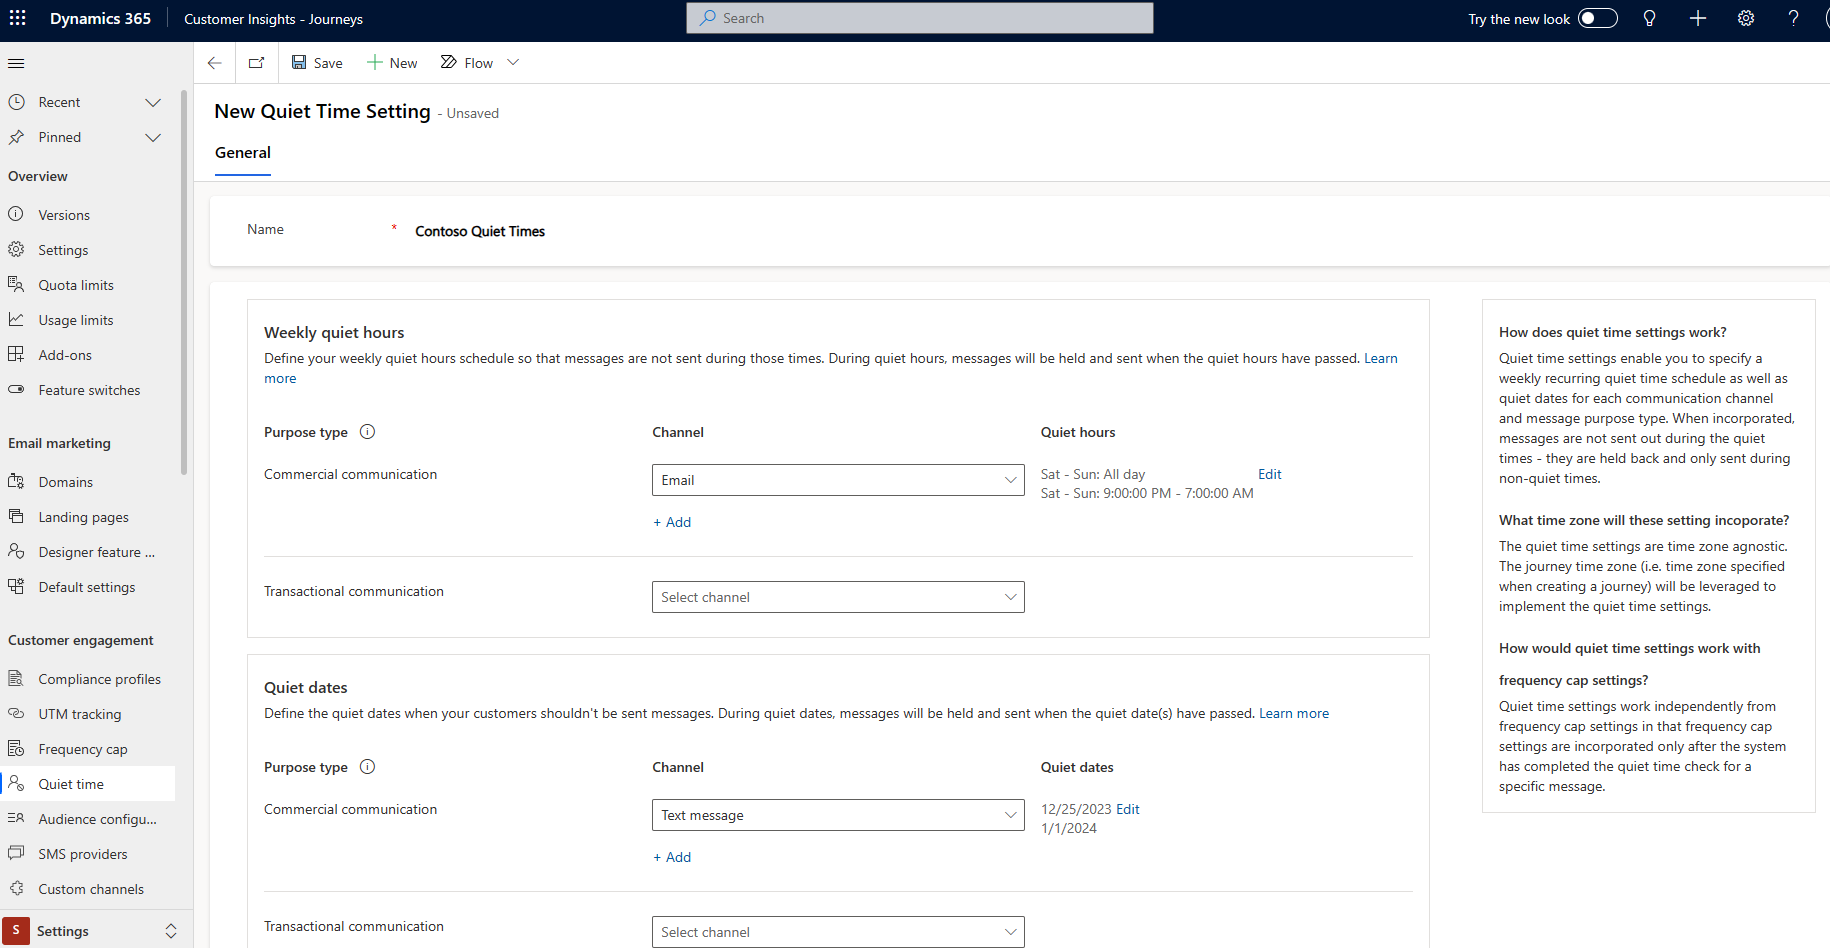 Dynamics 365
Customer Insights - Journeys
Search
Try the new look
Save
New
Flow
Recent
Pinned
Overview
Versions
Settings
Quota limits
Usage limits
Add-ons
Feature switches
Email marketing
Domains
Landing pages
Designer feature ...
Default settings
Customer engagement
Compliance profiles
UTM tracking
Frequency cap
Quiet time
Audience configu...
SMS providers
Custom channels
S Settings
New Quiet Time Setting - Unsaved
General
Name * Contoso Quiet Times
Weekly quiet hours
Define your weekly quiet hours schedule so that messages are not sent during those times. During quiet hours, messages will be held and sent when the quiet hours have passed. Learn
more
Purpose type Channel Quiet hours
Commercial communication Email Sat - Sun: All day Edit
Sat - Sun: 9:00:00 PM - 7:00:00 AM
+ Add
Transactional communication Select channel
Quiet dates
Define the quiet dates when your customers shouldn't be sent messages. During quiet dates, messages will be held and sent when the quiet date(s) have passed. Learn more
Purpose type Channel Quiet dates
Commercial communication Text message 12/25/2023 Edit
1/1/2024
+ Add
Transactional communication Select channel
How does quiet time settings work?
Quiet time settings enable you to specify a
weekly recurring quiet time schedule as well as
quiet dates for each communication channel
and message purpose type. When incorporated,
messages are not sent out during the quiet
times - they are held back and only sent during
non-quiet times.
What time zone will these setting incoporate?
The quiet time settings are time zone agnostic.
The journey time zone (i.e. time zone specified
when creating a journey) will be leveraged to
implement the quiet time settings.
How would quiet time settings work with
frequency cap settings?
Quiet time settings work independently from
frequency cap settings in that frequency cap
settings are incorporated only after the system
has completed the quiet time check for a
specific message.